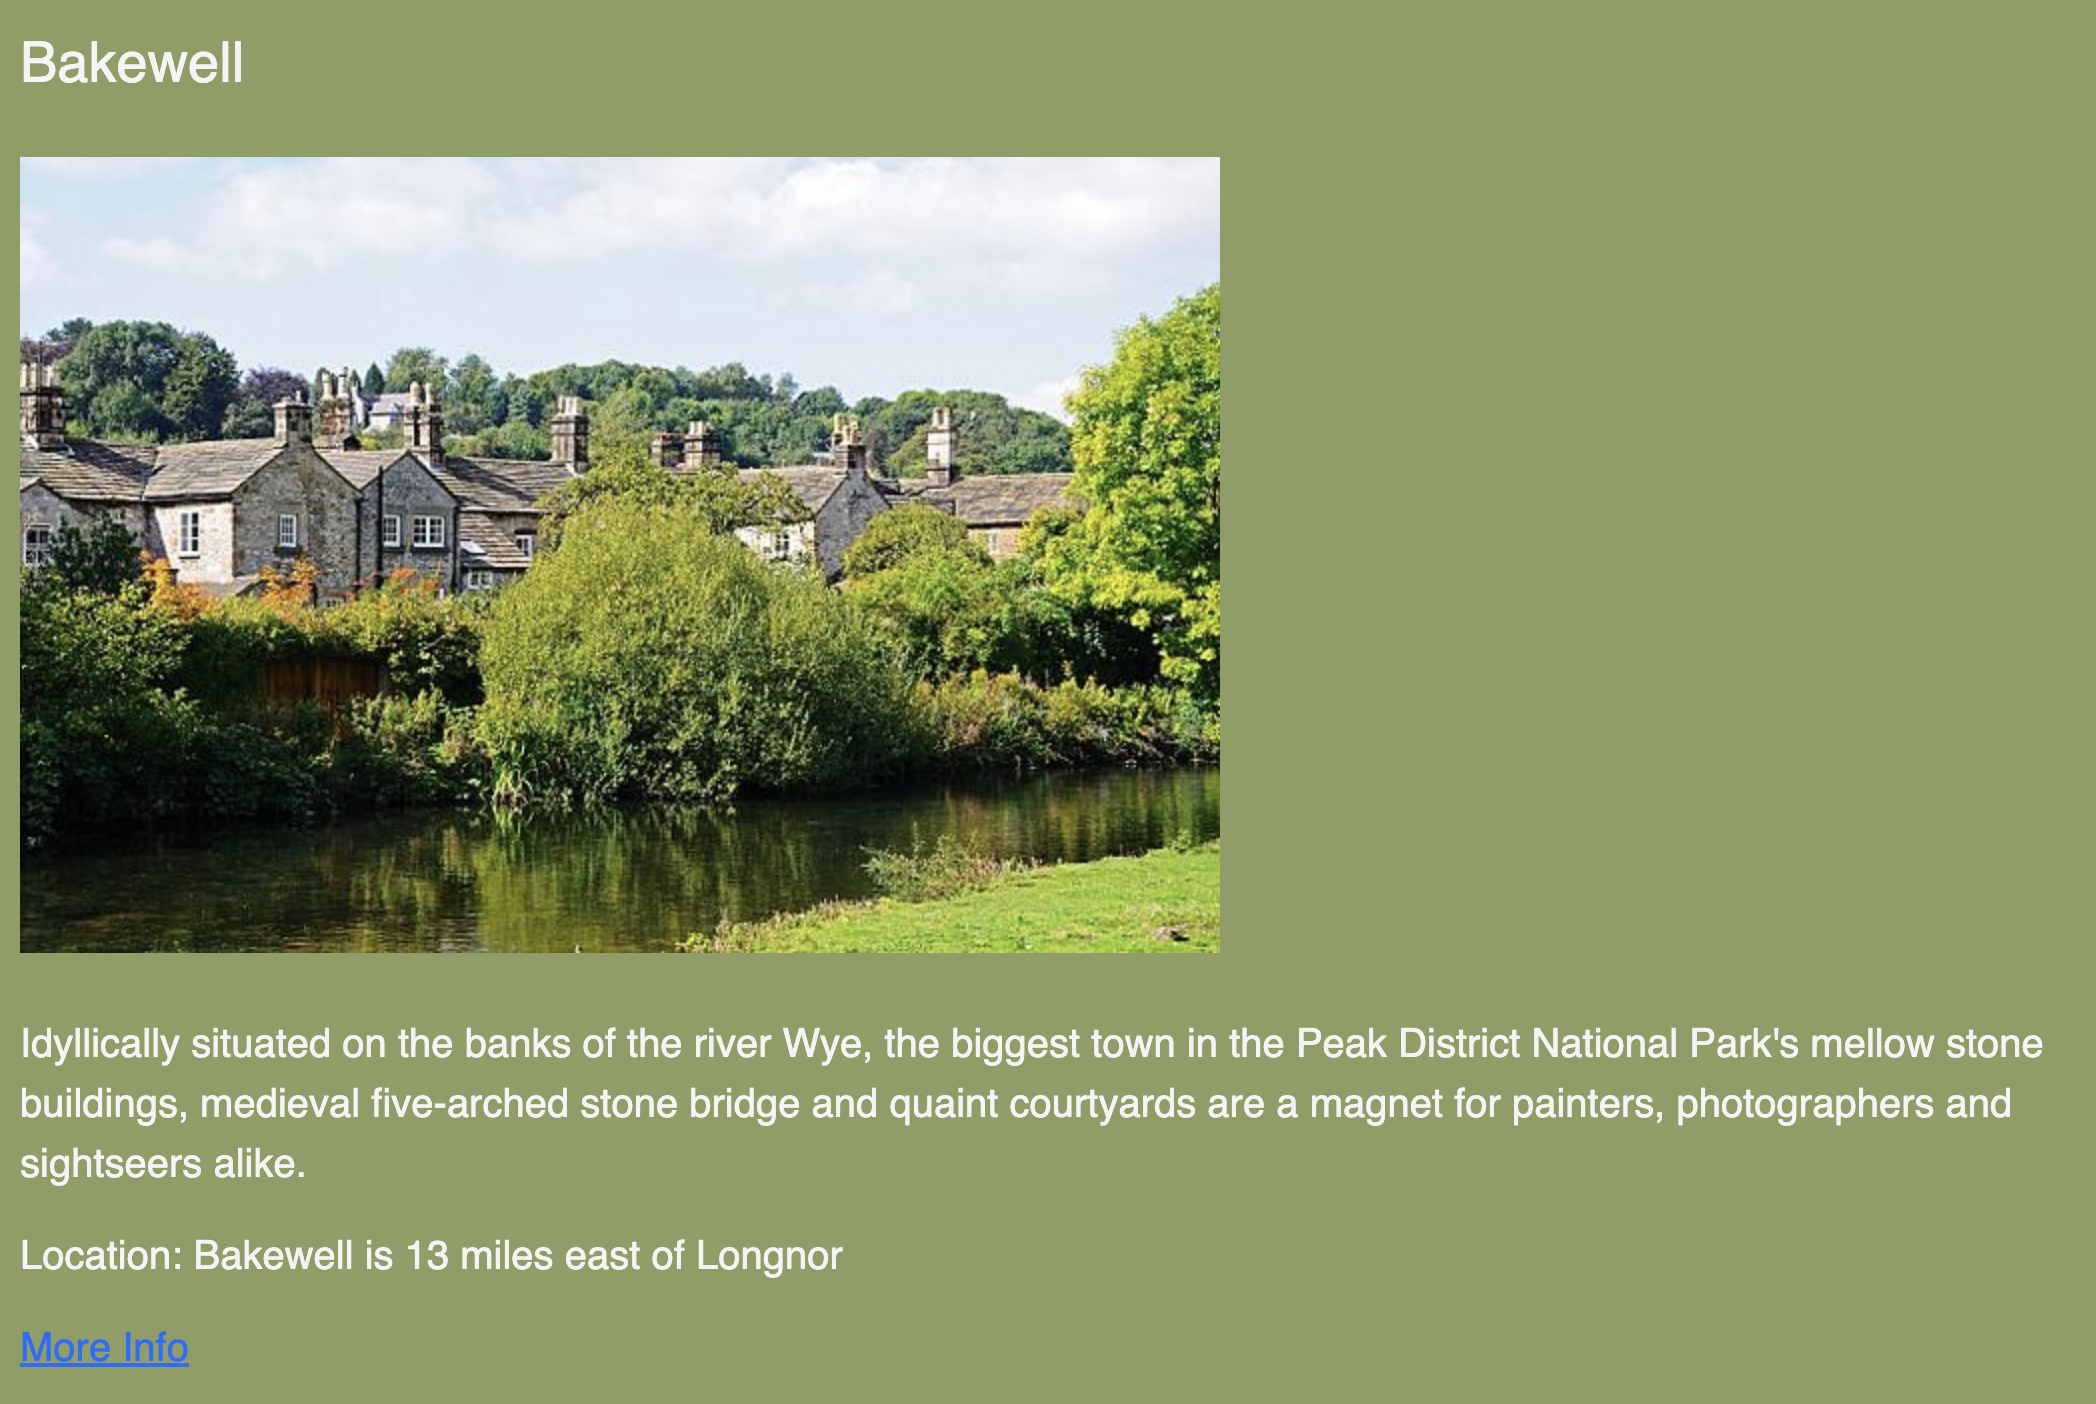 Bakewell
Idyllically situated on the banks of the river Wye, the biggest town in the Peak District National Park's mellow stone
buildings, medieval five-arched stone bridge and quaint courtyards are a magnet for painters, photographers and
sightseers alike.
Location: Bakewell is 13 miles east of Longnor
More Info